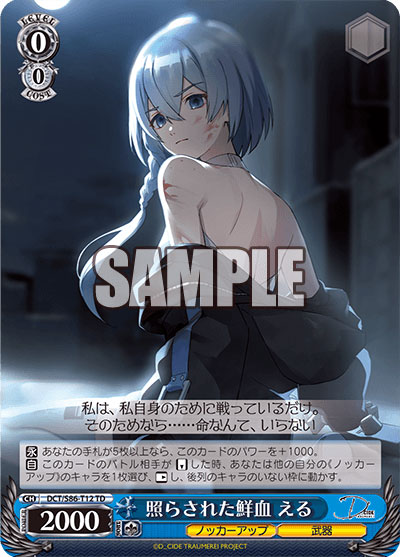 LEVEL
0
0
COST
SAMPLE
私は、私自身のために戦っているだけ。
そのためなら……命なんて、いらない
永 あなたの手札が5枚以上なら、このカードのパワーを+1000。
自 このカードのバトル相手が した時、あなたは他の自分の《ノッカー
アップ》のキャラを1枚選び、 し、後列のキャラのいない枠に動かす。
CH DCT/S86-T12 TD
POWER
2000
照らされた鮮血 える
ノッカーアップ 武器
©D_CIDE TRAUMEREI PROJECT